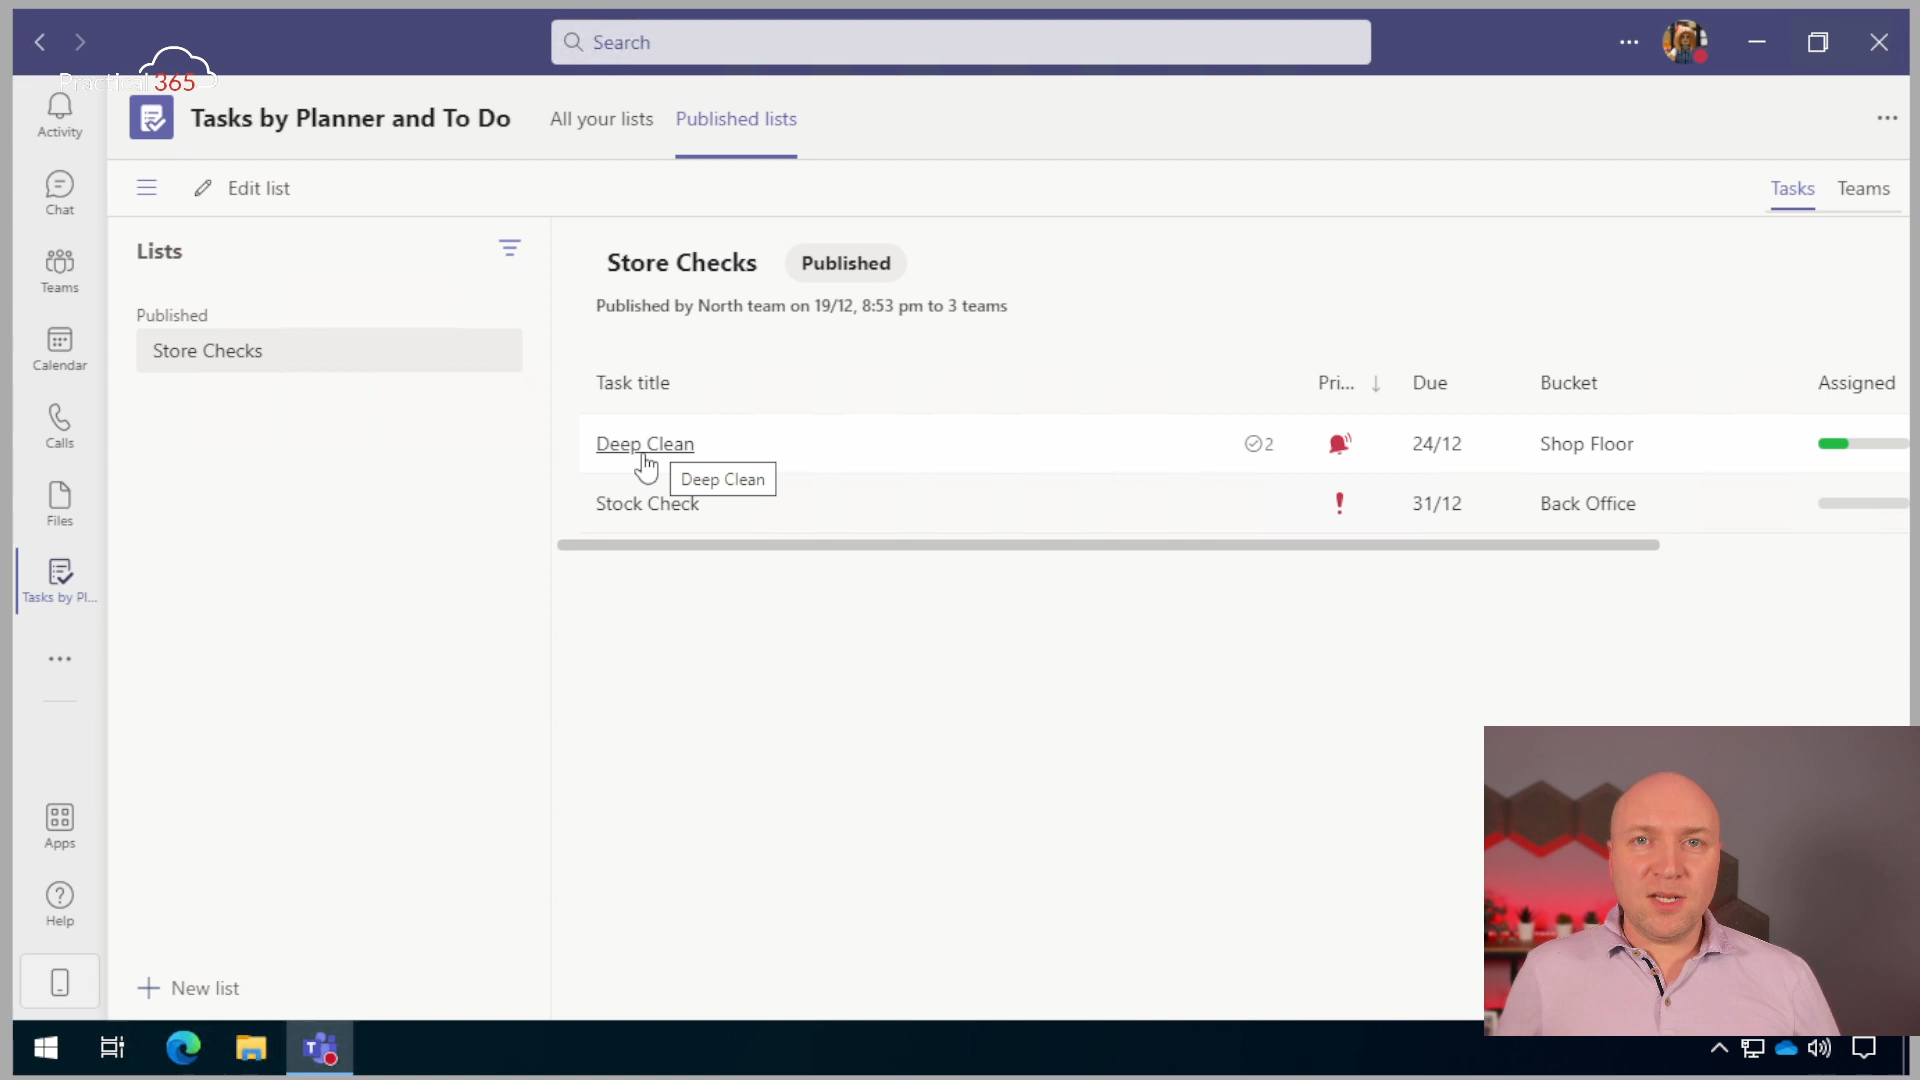 Search
Practical 365
Tasks by Planner and To Do
All your lists
Published lists
Activity
Chat
Teams
Calendar
Calls
Files
Tasks by Pl...
Apps
Help
Edit list
Tasks
Teams
Lists
Published
Store Checks
New list
Store Checks
Published
Published by North team on 19/12, 8:53 pm to 3 teams
Task title
Pri...
Due
Bucket
Assigned
Deep Clean
2
24/12
Shop Floor
Deep Clean
Stock Check
31/12
Back Office